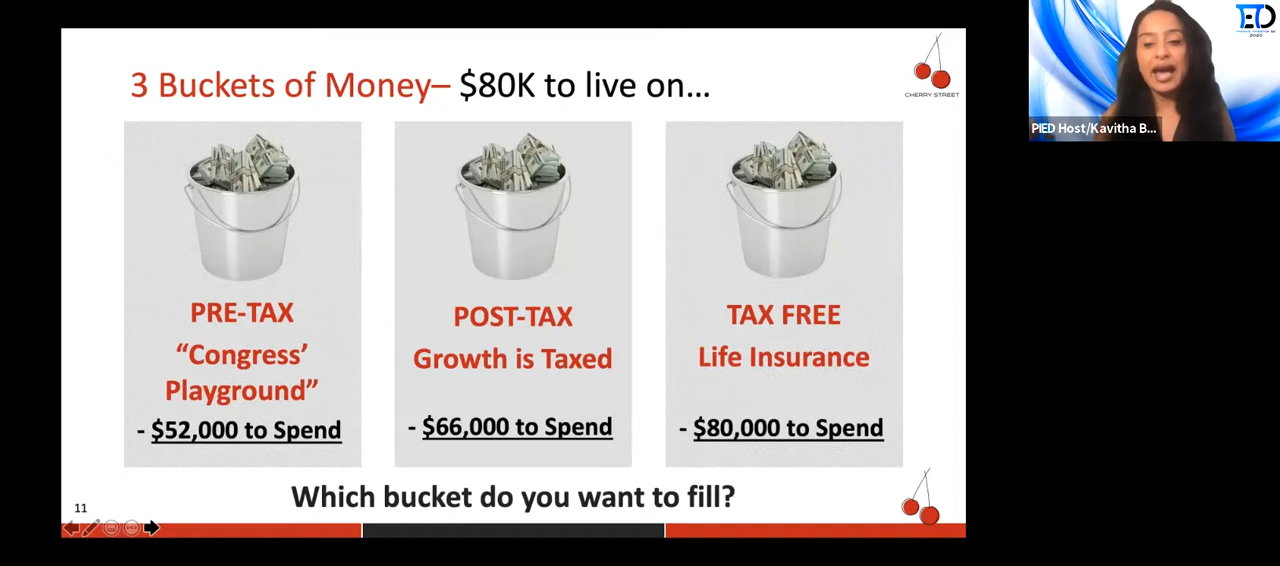 3 Buckets of Money– $80K to live on...
CHERRY STREET
PRE-TAX
“Congress’
Playground”
- $52,000 to Spend
POST-TAX
Growth is Taxed
- $66,000 to Spend
TAX FREE
Life Insurance
- $80,000 to Spend
Which bucket do you want to fill?
11
PIED Host/Kavitha B...
2020